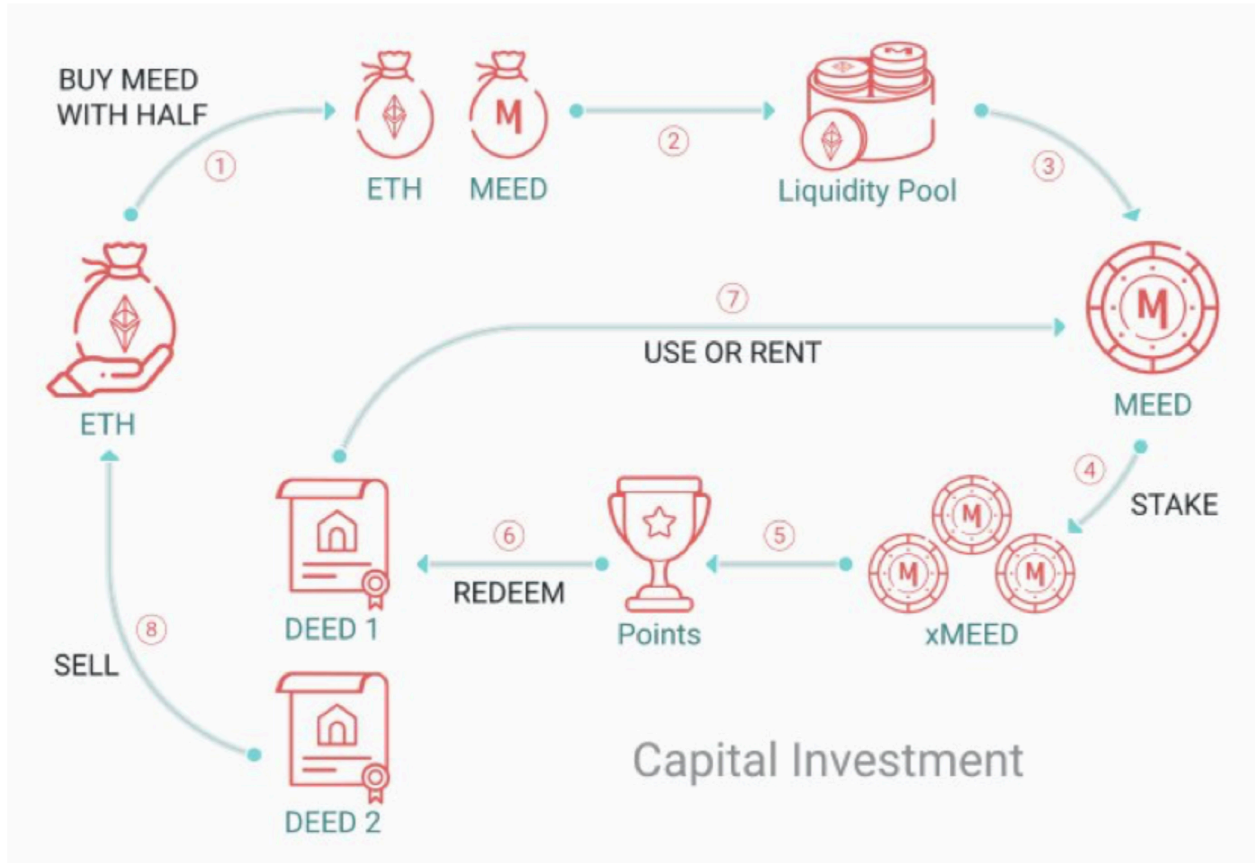 BUY MEED
WITH HALF
1
ETH
M
MEED
2
Liquidity Pool
3
ETH
7
USE OR RENT
M
MEED
4
STAKE
DEED 1
6
REDEEM
Points
5
M
M
M
xMEED
8
SELL
DEED 2
Capital Investment